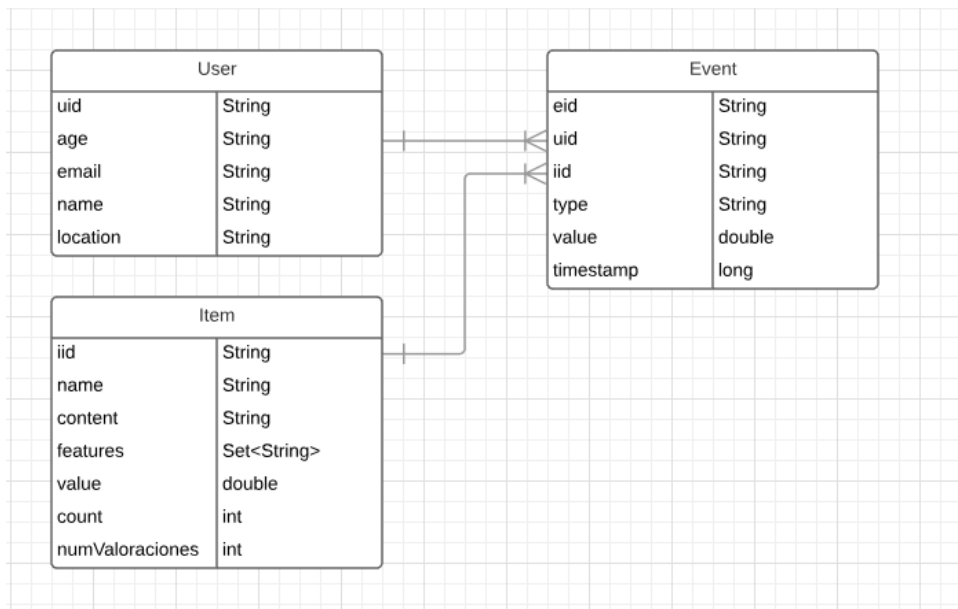 User
uid String
age String
email String
name String
location String
Event
eid String
uid String
iid String
type String
value double
timestamp long
Item
iid String
name String
content String
features Set<String>
value double
count int
numValoraciones int